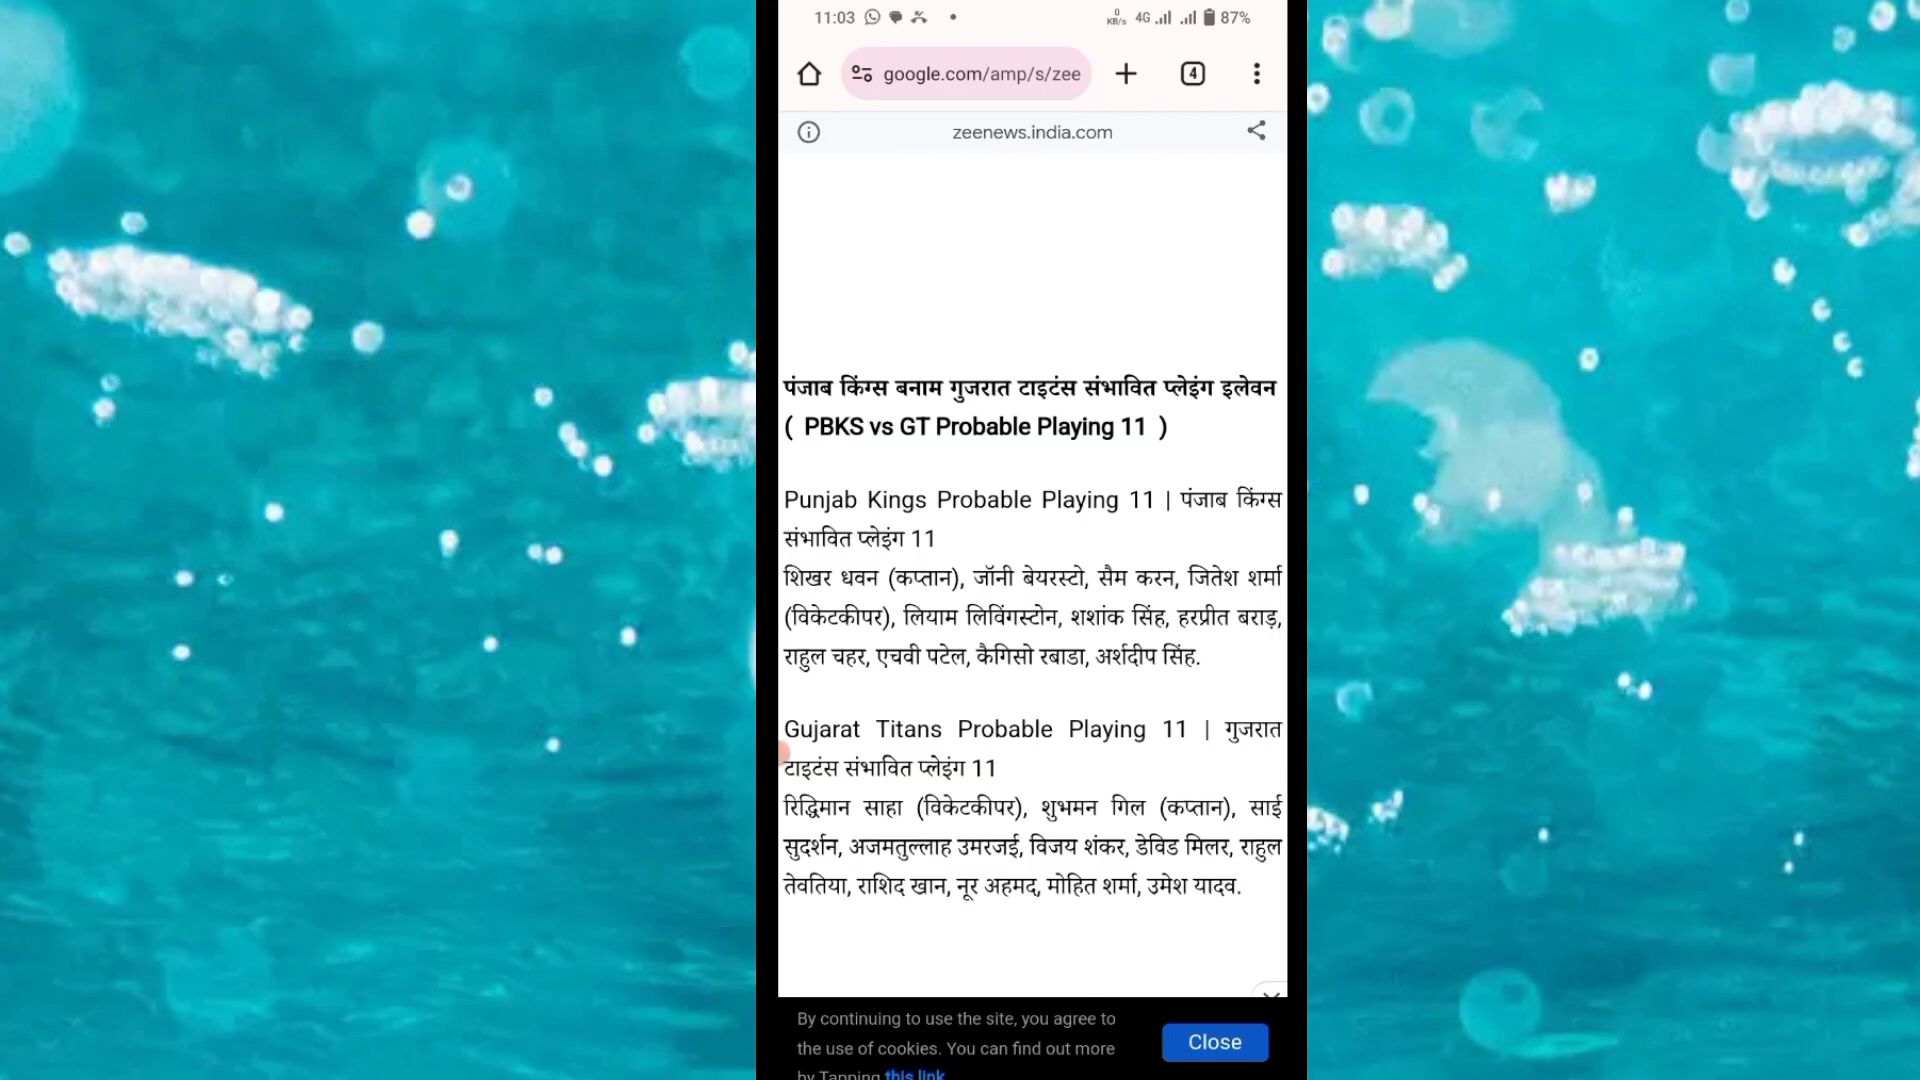 11:03
0
KB/s 4G 87%
google.com/amp/s/zee
4
zeenews.india.com
पंजाब किंग्स बनाम गुजरात टाइटंस संभावित प्लेइंग इलेवन
( PBKS vs GT Probable Playing 11 )
Punjab Kings Probable Playing 11 | पंजाब किंग्स
संभावित प्लेइंग 11
शिखर धवन (कप्तान), जॉनी बेयरस्टो, सैम करन, जितेश शर्मा
(विकेटकीपर), लियाम लिविंगस्टोन, शशांक सिंह, हरप्रीत बराड़,
राहुल चहर, एचवी पटेल, कैगिसो रबाडा, अर्शदीप सिंह.
Gujarat Titans Probable Playing 11 | गुजरात
टाइटंस संभावित प्लेइंग 11
रिद्धिमान साहा (विकेटकीपर), शुभमन गिल (कप्तान), साई
सुदर्शन, अजमतुल्लाह उमरजई, विजय शंकर, डेविड मिलर, राहुल
तेवतिया, राशिद खान, नूर अहमद, मोहित शर्मा, उमेश यादव.
By continuing to use the site, you agree to
the use of cookies. You can find out more
by Tapping this link
Close